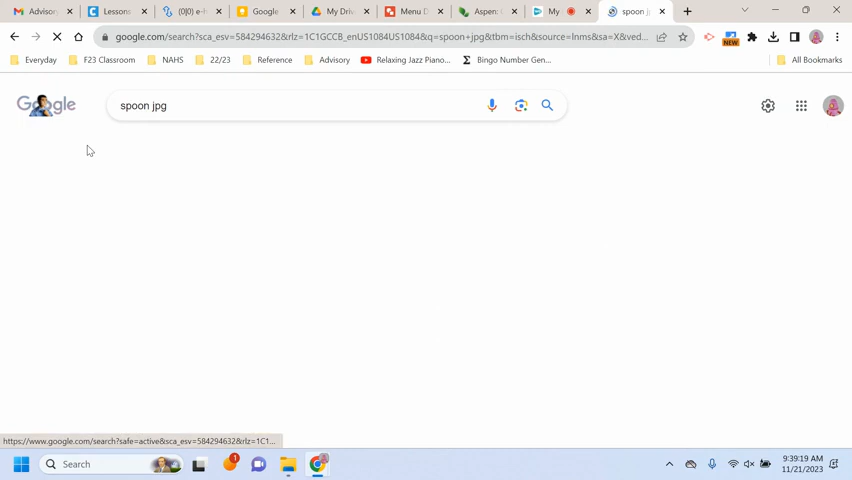 Advisory
Lessons
(0|0) e-H
Google
My Driv
Menu D
Aspen: C
My
spoon j
google.com/search?sca_esv=584294632&rlz=1C1GCCB_enUS1084US1084&q=spoon+jpg&tbm=isch&source=lnms&sa=X&ved...
NEW
Everyday
F23 Classroom
NAHS
22/23
Reference
Advisory
Relaxing Jazz Piano...
Bingo Number Gen...
All Bookmarks
Google
spoon jpg
https://www.google.com/search?safe=active&sca_esv=584294632&rlz=1C1...
Search
1
9:39:19 AM
11/21/2023